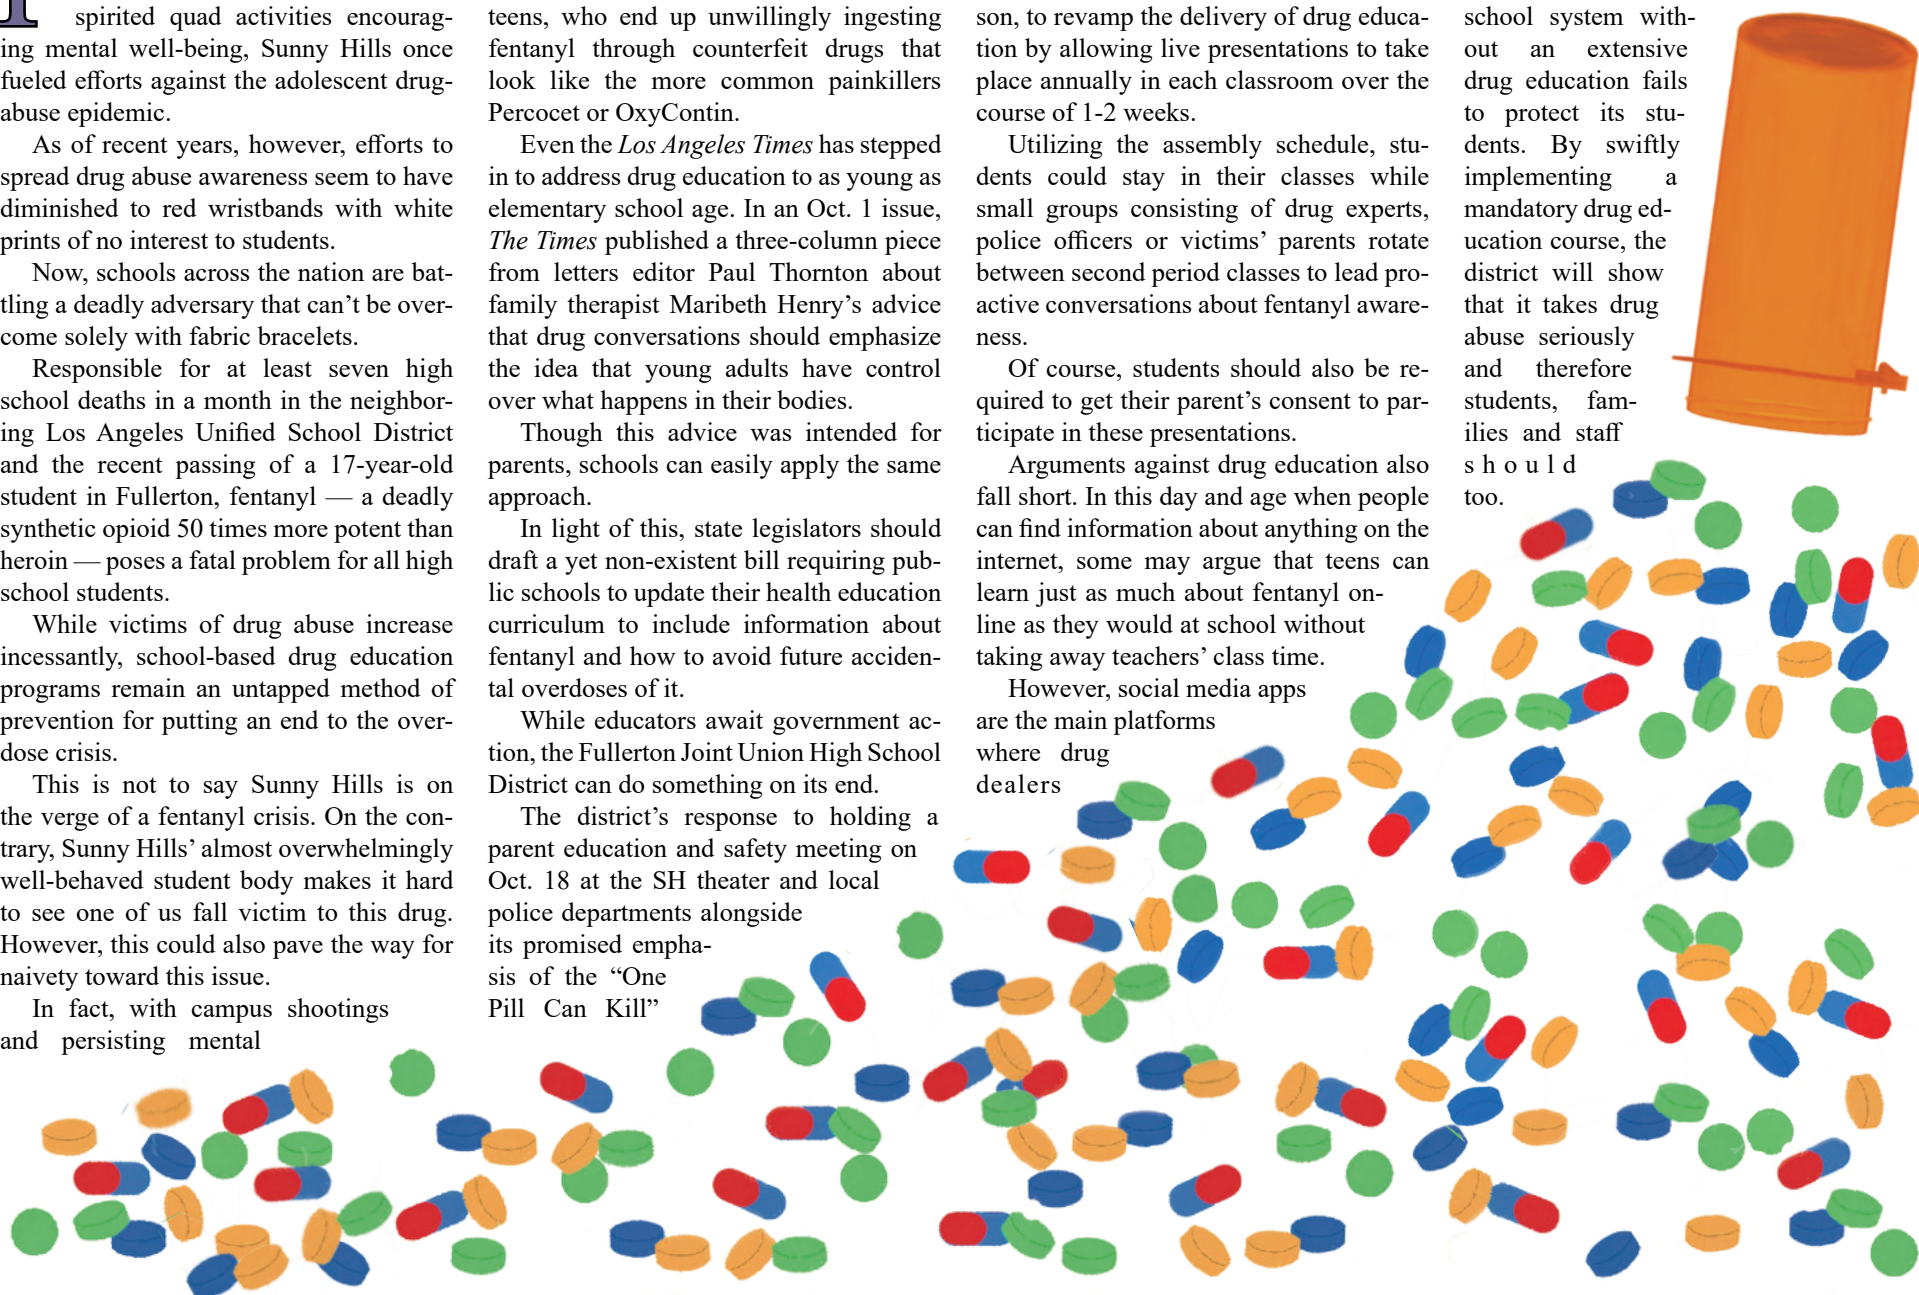 spirited quad activities encourag-
ing mental well-being, Sunny Hills once
fueled efforts against the adolescent drug-
abuse epidemic.
As of recent years, however, efforts to
spread drug abuse awareness seem to have
diminished to red wristbands with white
prints of no interest to students.
Now, schools across the nation are bat-
tling a deadly adversary that can’t be over-
come solely with fabric bracelets.
Responsible for at least seven high
school deaths in a month in the neighbor-
ing Los Angeles Unified School District
and the recent passing of a 17-year-old
student in Fullerton, fentanyl — a deadly
synthetic opioid 50 times more potent than
heroin — poses a fatal problem for all high
school students.
While victims of drug abuse increase
incessantly, school-based drug education
programs remain an untapped method of
prevention for putting an end to the over-
dose crisis.
This is not to say Sunny Hills is on
the verge of a fentanyl crisis. On the con-
trary, Sunny Hills’ almost overwhelmingly
well-behaved student body makes it hard
to see one of us fall victim to this drug.
However, this could also pave the way for
naivety toward this issue.
In fact, with campus shootings
and persisting mental
teens, who end up unwillingly ingesting
fentanyl through counterfeit drugs that
look like the more common painkillers
Percocet or OxyContin.
Even the Los Angeles Times has stepped
in to address drug education to as young as
elementary school age. In an Oct. 1 issue,
The Times published a three-column piece
from letters editor Paul Thornton about
family therapist Maribeth Henry’s advice
that drug conversations should emphasize
the idea that young adults have control
over what happens in their bodies.
Though this advice was intended for
parents, schools can easily apply the same
approach.
In light of this, state legislators should
draft a yet non-existent bill requiring pub-
lic schools to update their health education
curriculum to include information about
fentanyl and how to avoid future acciden-
tal overdoses of it.
While educators await government ac-
tion, the Fullerton Joint Union High School
District can do something on its end.
The district’s response to holding a
parent education and safety meeting on
Oct. 18 at the SH theater and local
police departments alongside
its promised empha-
sis of the “One
Pill Can Kill”
son, to revamp the delivery of drug educa-
tion by allowing live presentations to take
place annually in each classroom over the
course of 1-2 weeks.
Utilizing the assembly schedule, stu-
dents could stay in their classes while
small groups consisting of drug experts,
police officers or victims’ parents rotate
between second period classes to lead pro-
active conversations about fentanyl aware-
ness.
Of course, students should also be re-
quired to get their parent’s consent to par-
ticipate in these presentations.
Arguments against drug education also
fall short. In this day and age when people
can find information about anything on the
internet, some may argue that teens can
learn just as much about fentanyl on-
line as they would at school without
taking away teachers’ class time.
However, social media apps
are the main platforms
where drug
dealers
school system with-
out an extensive
drug education fails
to protect its stu-
dents. By swiftly
implementing a
mandatory drug ed-
ucation course, the
district will show
that it takes drug
abuse seriously
and therefore
students, fam-
ilies and staff
should
too.